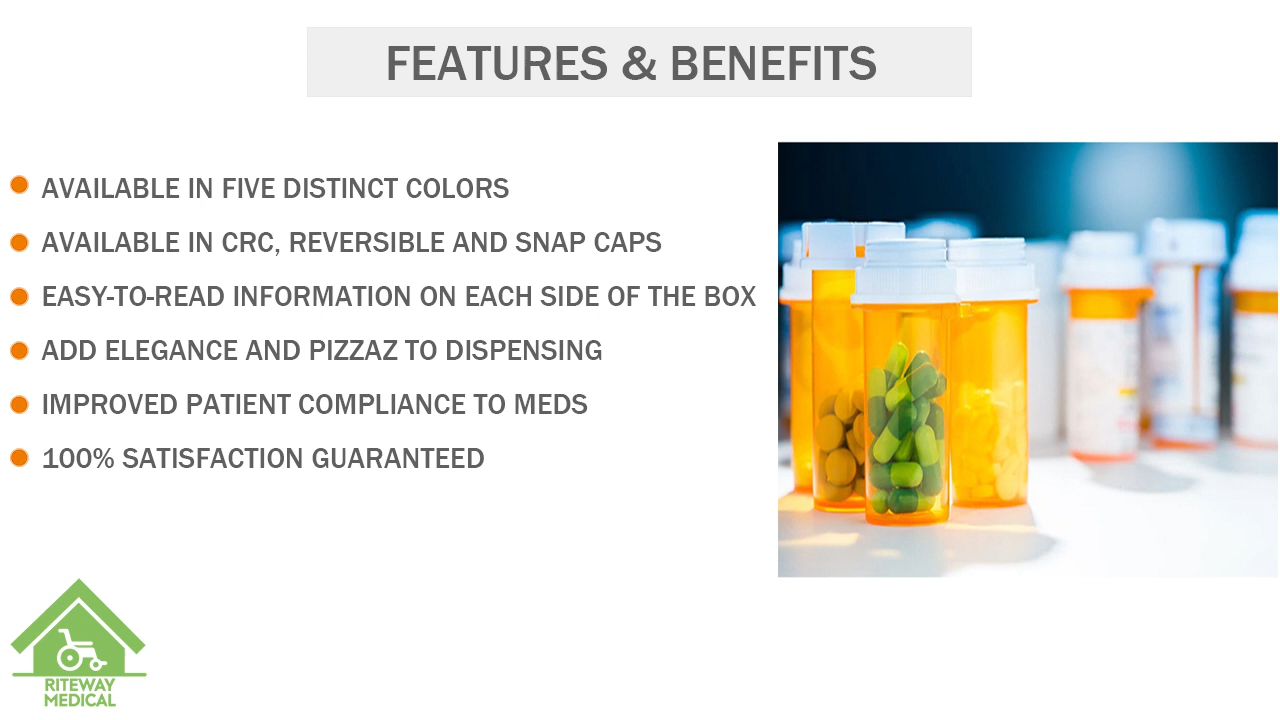 FEATURES & BENEFITS
AVAILABLE IN FIVE DISTINCT COLORS
AVAILABLE IN CRC, REVERSIBLE AND SNAP CAPS
EASY-TO-READ INFORMATION ON EACH SIDE OF THE BOX
ADD ELEGANCE AND PIZZAZ TO DISPENSING
IMPROVED PATIENT COMPLIANCE TO MEDS
100% SATISFACTION GUARANTEED
RITEWAY
MEDICAL